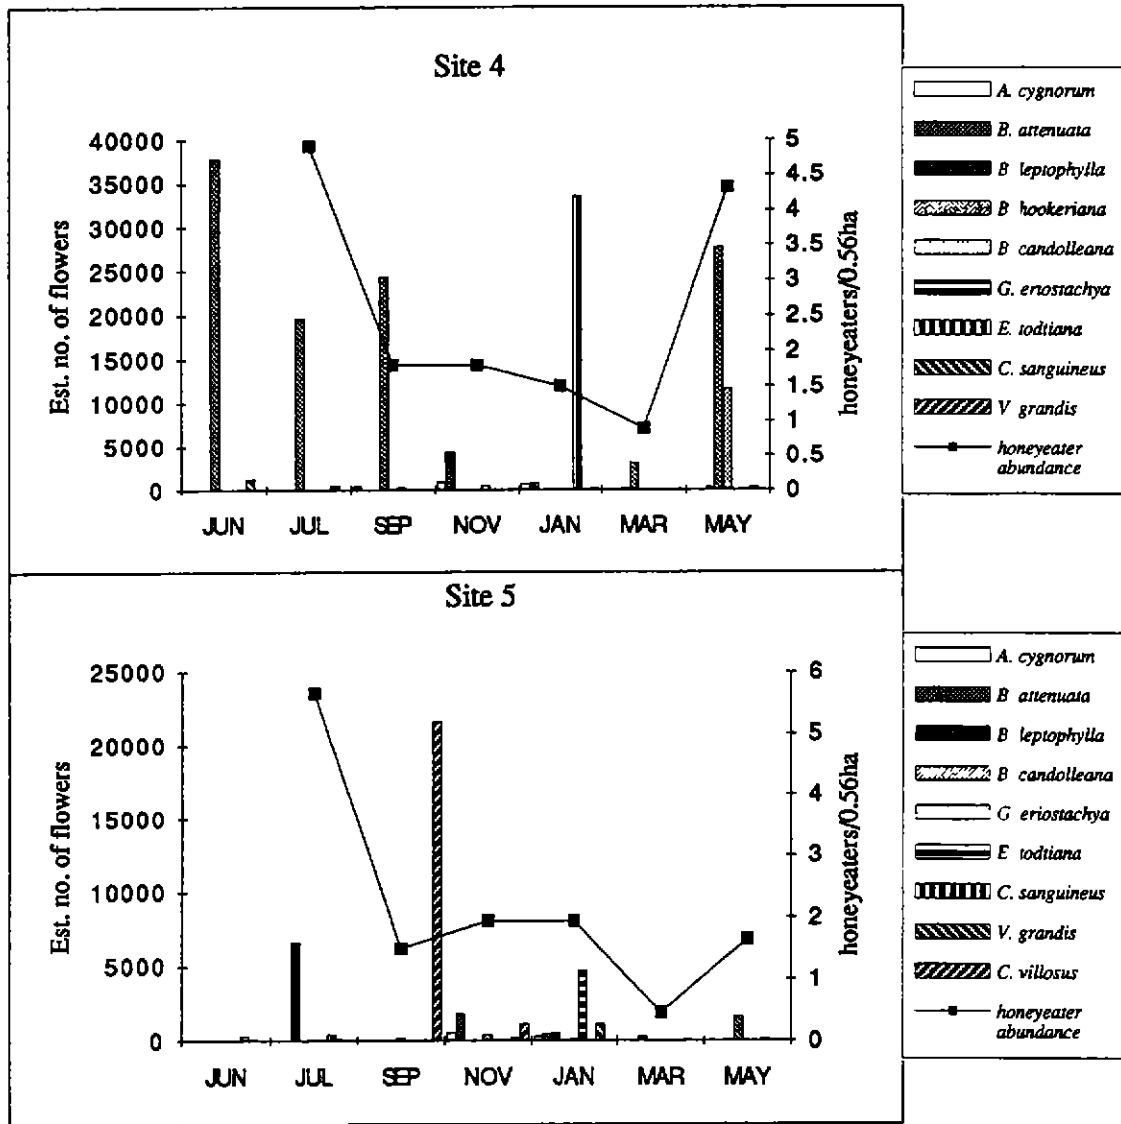 Site 4
Est. no. of flowers
40000
35000
30000
25000
20000
15000
10000
5000
0
5
4.5
4
3.5
3
2.5
2
1.5
1
0.5
0
honeyeaters/0.56ha
JUN JUL SEP NOV JAN MAR MAY
A. cygnorum
B. attenuata
B leptophylla
B hookeriana
B candolleana
G. eriostachya
E. todtiana
C. sanguineus
V grandis
honeyeater
abundance
Site 5
Est. no. of flowers
25000
20000
15000
10000
5000
0
6
5
4
3
2
1
0
honeyeaters/0.56ha
JUN JUL SEP NOV JAN MAR MAY
A. cygnorum
B attenuata
B leptophylla
B candolleana
G eriostachya
E todtiana
C. sanguineus
V. grandis
C. villosus
honeyeater
abundance